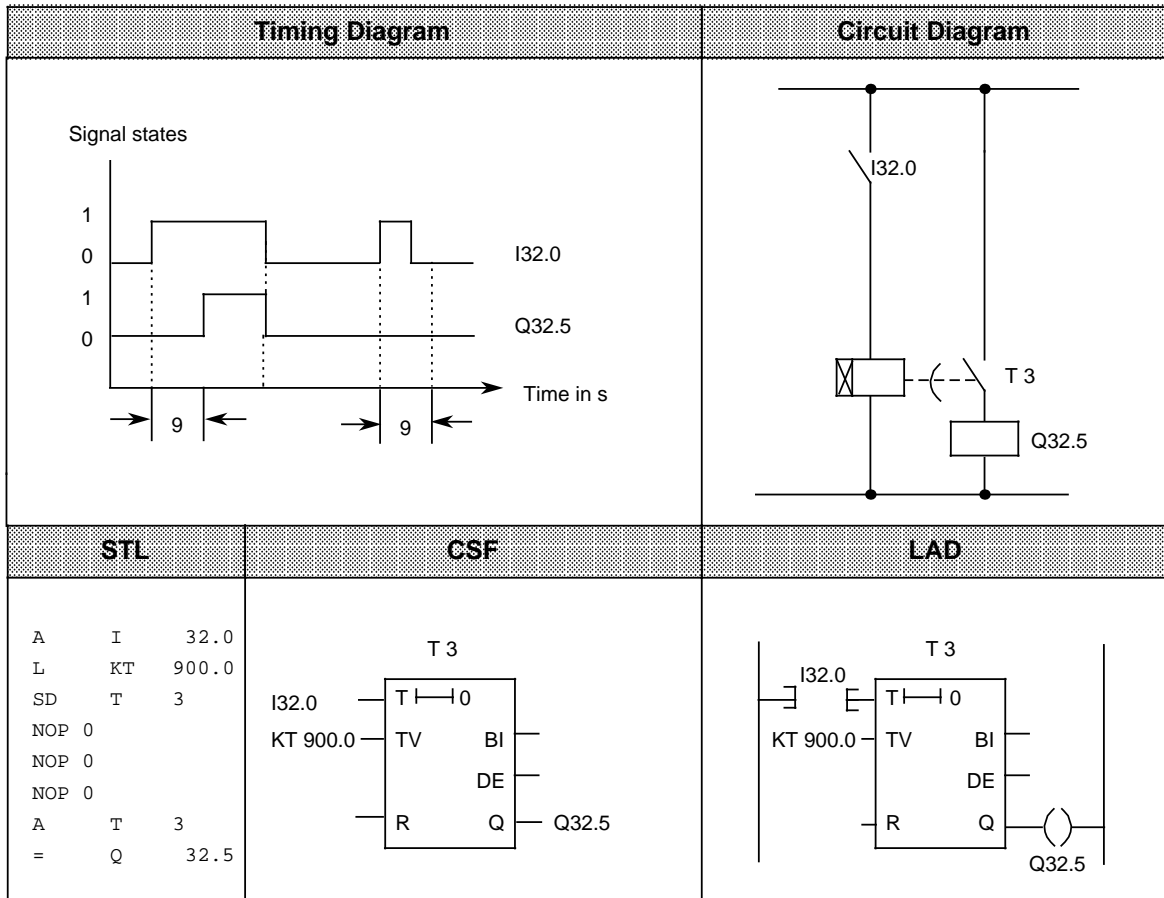 Timing Diagram
Circuit Diagram
Signal states
1
0
I32.0
1
0
Q32.5
Time in s
9
9
I32.0
T 3
Q32.5
STL
CSF
LAD
A I 32.0
L KT 900.0
SD T 3
NOP 0
NOP 0
NOP 0
A T 3
= Q 32.5
T 3
I32.0
T 0
KT 900.0
TV BI
DE
R Q
Q32.5
T 3
I32.0
T 0
KT 900.0
TV BI
DE
R Q
Q32.5